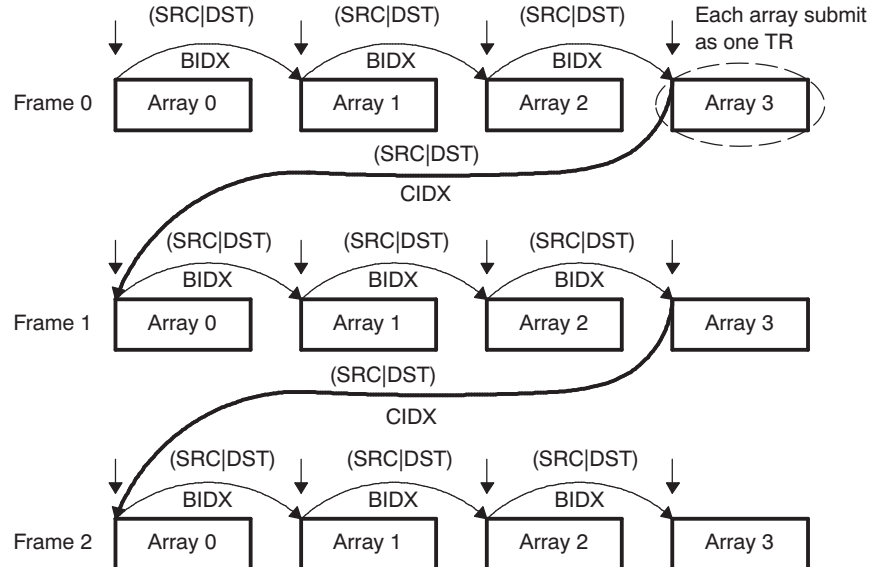 (SRC|DST) (SRC|DST) (SRC|DST) Each array submit
as one TR
BIDX BIDX BIDX
Frame 0 Array 0 Array 1 Array 2 Array 3
(SRC|DST)
CIDX
(SRC|DST) (SRC|DST) (SRC|DST)
BIDX BIDX BIDX
Frame 1 Array 0 Array 1 Array 2 Array 3
(SRC|DST)
CIDX
(SRC|DST) (SRC|DST) (SRC|DST)
BIDX BIDX BIDX
Frame 2 Array 0 Array 1 Array 2 Array 3